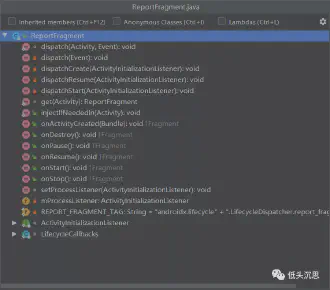 ReportFragment.java
Inherited members (Ctrl+F12) Anonymous Classes (Ctrl+I) Lambdas (Ctrl+L)
ReportFragment
dispatch(Activity, Event): void
dispatch(Event): void
dispatchCreate(ActivityInitializationListener): void
dispatchResume(ActivityInitializationListener): void
dispatchStart(ActivityInitializationListener): void
get(Activity): ReportFragment
injectIfNeededIn(Activity): void
onActivityCreated(Bundle): void ↑Fragment
onDestroy(): void ↑Fragment
onPause(): void ↑Fragment
onResume(): void ↑Fragment
onStart(): void ↑Fragment
onStop(): void ↑Fragment
setProcessListener(ActivityInitializationListener): void
mProcessListener: ActivityInitializationListener
REPORT_FRAGMENT_TAG: String = "androidx.lifecycle" + ".LifecycleDispatcher.report_frag
ActivityInitializationListener
LifecycleCallbacks
低头沉思